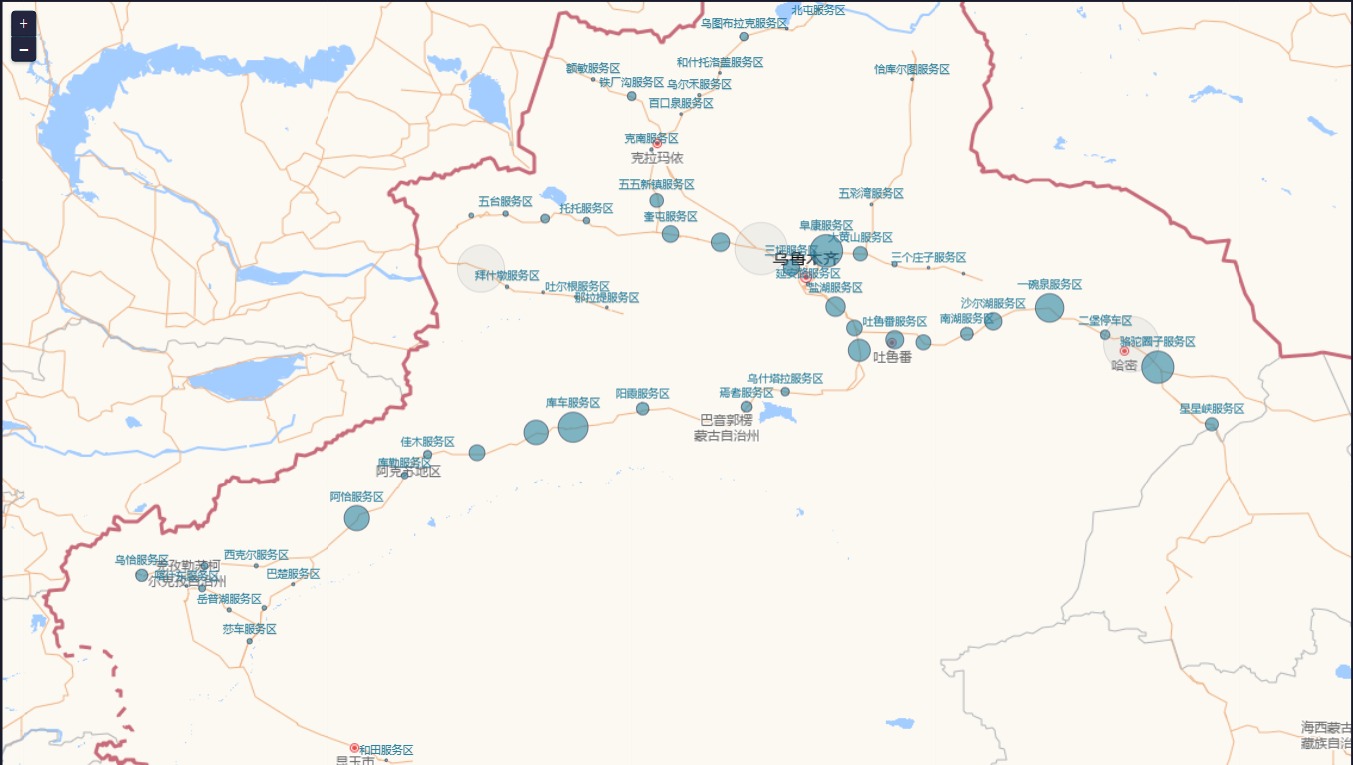 +
−
北屯服务区
乌图布拉克服务区
和什托洛盖服务区
额敏服务区
恰库尔图服务区
铁厂沟服务区
乌尔禾服务区
百口泉服务区
克南服务区
克拉玛依
五五新镇服务区
五彩湾服务区
五台服务区
托托服务区
奎屯服务区
阜康服务区
大黄山服务区
三坪服务区
乌鲁木齐
三个庄子服务区
延安路服务区
拜什墩服务区
吐尔根服务区
盐湖服务区
一碗泉服务区
那拉提服务区
沙尔湖服务区
吐鲁番服务区
南湖服务区
二堡停车区
骆驼圈子服务区
吐鲁番
哈密
乌什塔拉服务区
焉耆服务区
阳霞服务区
库车服务区
星星峡服务区
巴音郭楞
蒙古自治州
佳木服务区
库勒服务区
阿克苏地区
阿恰服务区
西克尔服务区
乌恰服务区
克孜勒苏柯
尔克孜自治州
巴楚服务区
岳普湖服务区
莎车服务区
海西蒙古
藏族自治
和田服务区
昆玉市